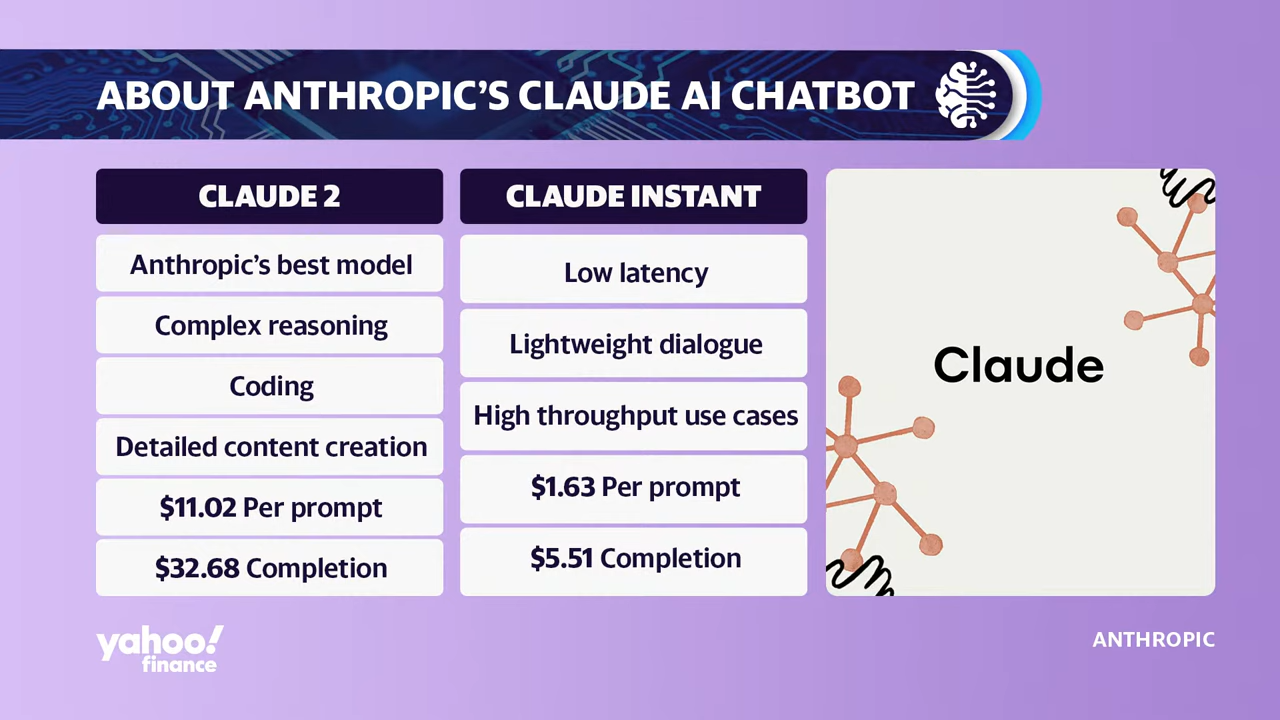 ABOUT ANTHROPIC’S CLAUDE AI CHATBOT
CLAUDE 2
Anthropic’s best model
Complex reasoning
Coding
Detailed content creation
$11.02 Per prompt
$32.68 Completion
CLAUDE INSTANT
Low latency
Lightweight dialogue
High throughput use cases
$1.63 Per prompt
$5.51 Completion
Claude
yahoo!
finance
ANTHROPIC